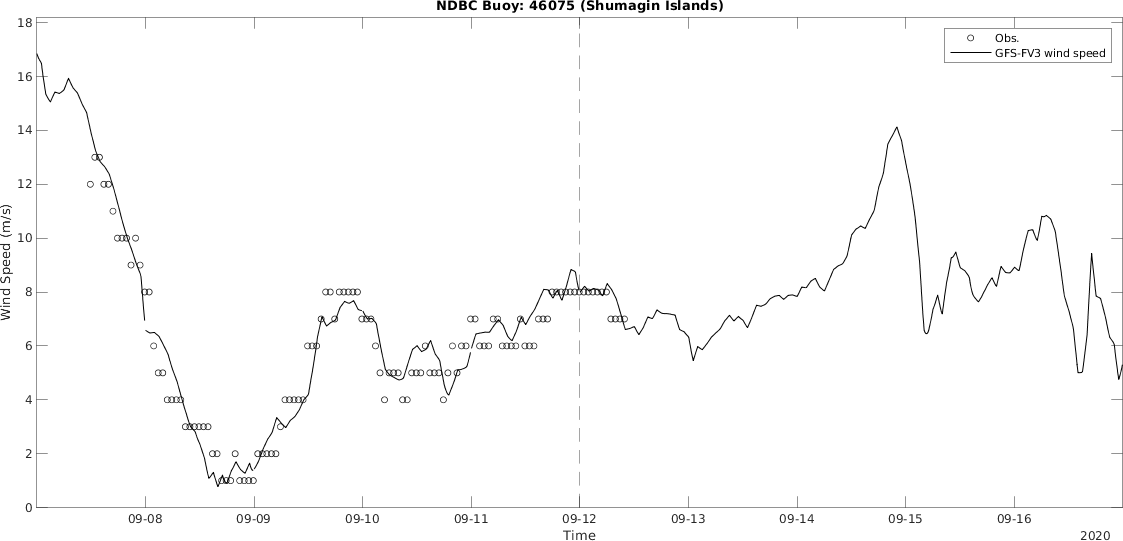 NDBC Buoy: 46075 (Shumagin Islands)
Obs.
GFS-FV3 wind speed
Wind Speed (m/s)
18
16
14
12
10
8
6
4
2
0
09-08 09-09 09-10 09-11 09-12 09-13 09-14 09-15 09-16
Time
2020